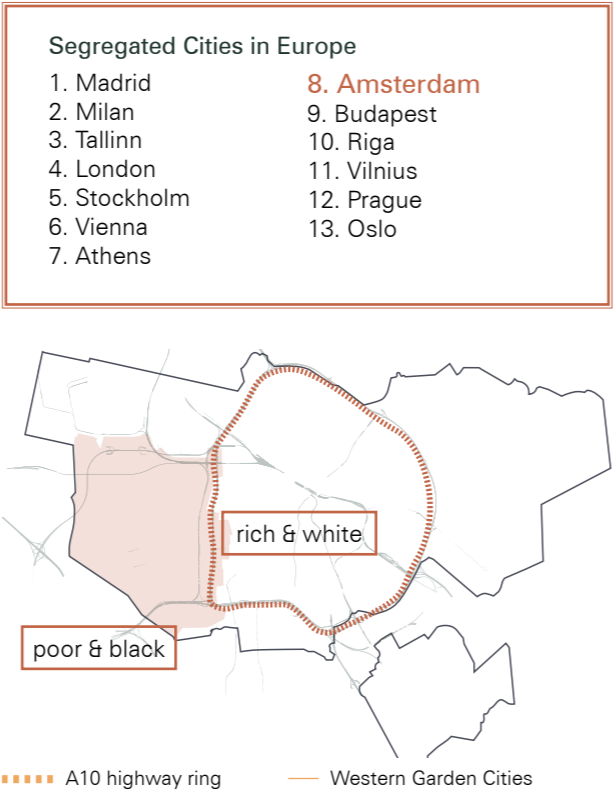 Segregated Cities in Europe
1. Madrid
2. Milan
3. Tallinn
4. London
5. Stockholm
6. Vienna
7. Athens
8. Amsterdam
9. Budapest
10. Riga
11. Vilnius
12. Prague
13. Oslo
rich & white
poor & black
A10 highway ring
Western Garden Cities